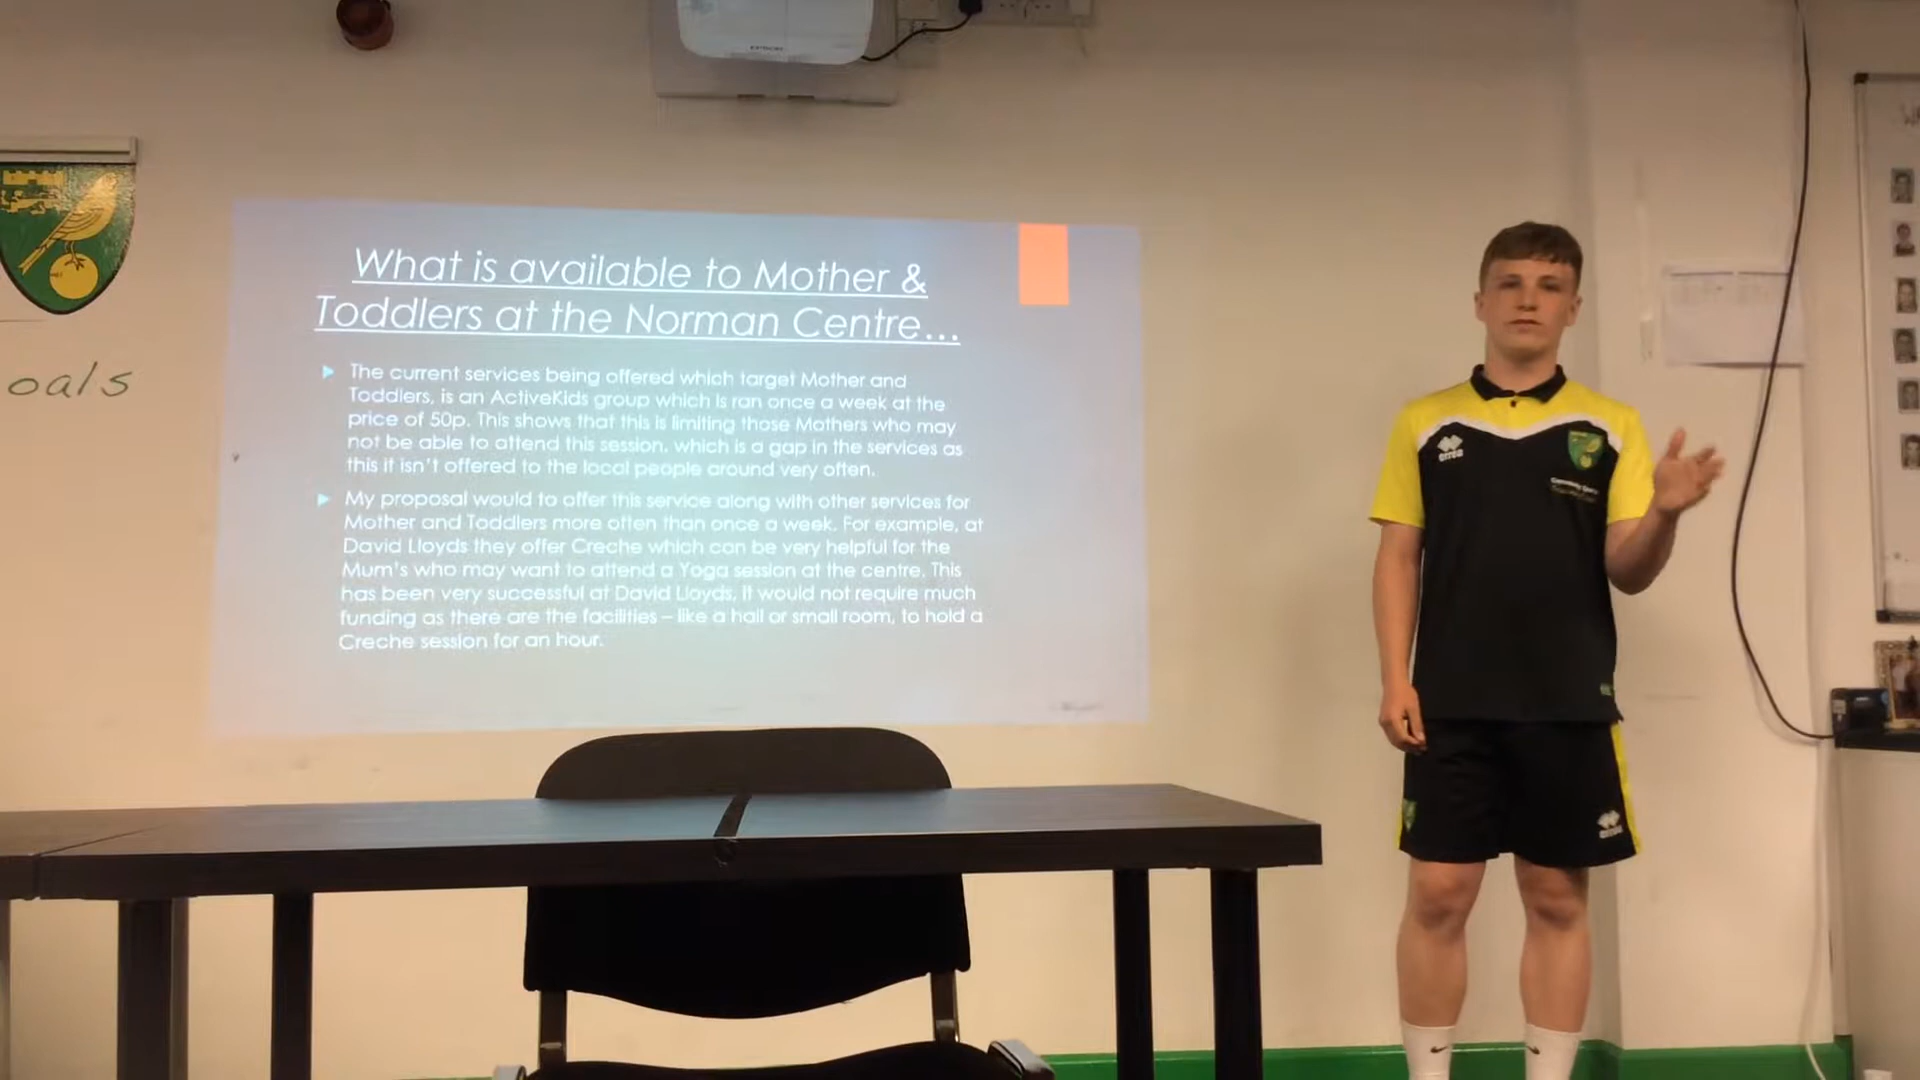 What is available to Mother &
Toddlers at the Norman Centre...
The current services being offered which target Mother and
Toddlers, is an ActiveKids group which is ran once a week at the
price of 50p. This shows that this is limiting those Mothers who may
not be able to attend this session, which is a gap in the services as
this it isn't offered to the local people around very often.
My proposal would to offer this service along with other services for
Mother and Toddlers more often than once a week. For example, at
David Lloyds they offer Creche which can be very helpful for the
Mum's who may want to attend a Yoga session at the centre. This
has been very successful at David Lloyds. It would not require much
funding as there are the facilities – like a hall or small room, to hold a
Creche session for an hour.
oals
errea
errea